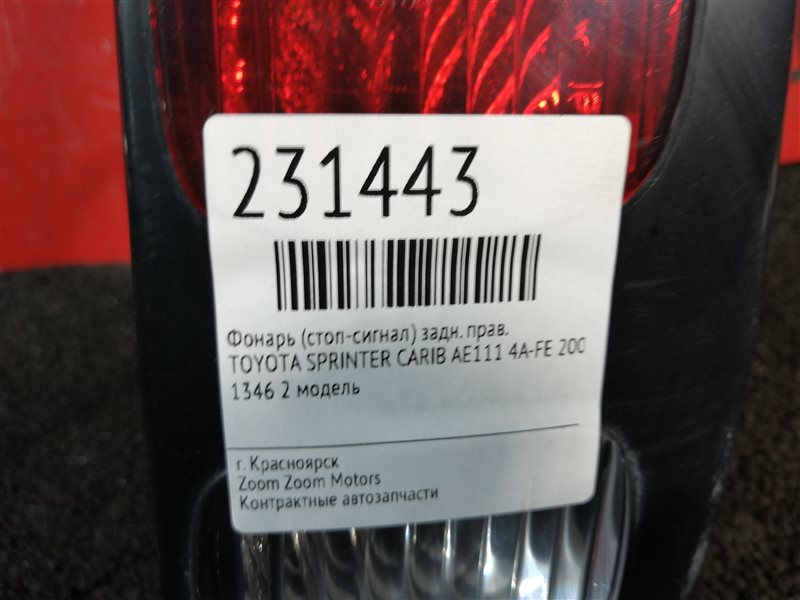 231443
Фонарь (стоп-сигнал) задн. прав.
TOYOTA SPRINTER CARIB AE111 4A-FE 200
1346 2 модель
г. Красноярск
Zoom Zoom Motors
Контрактные автозапчасти